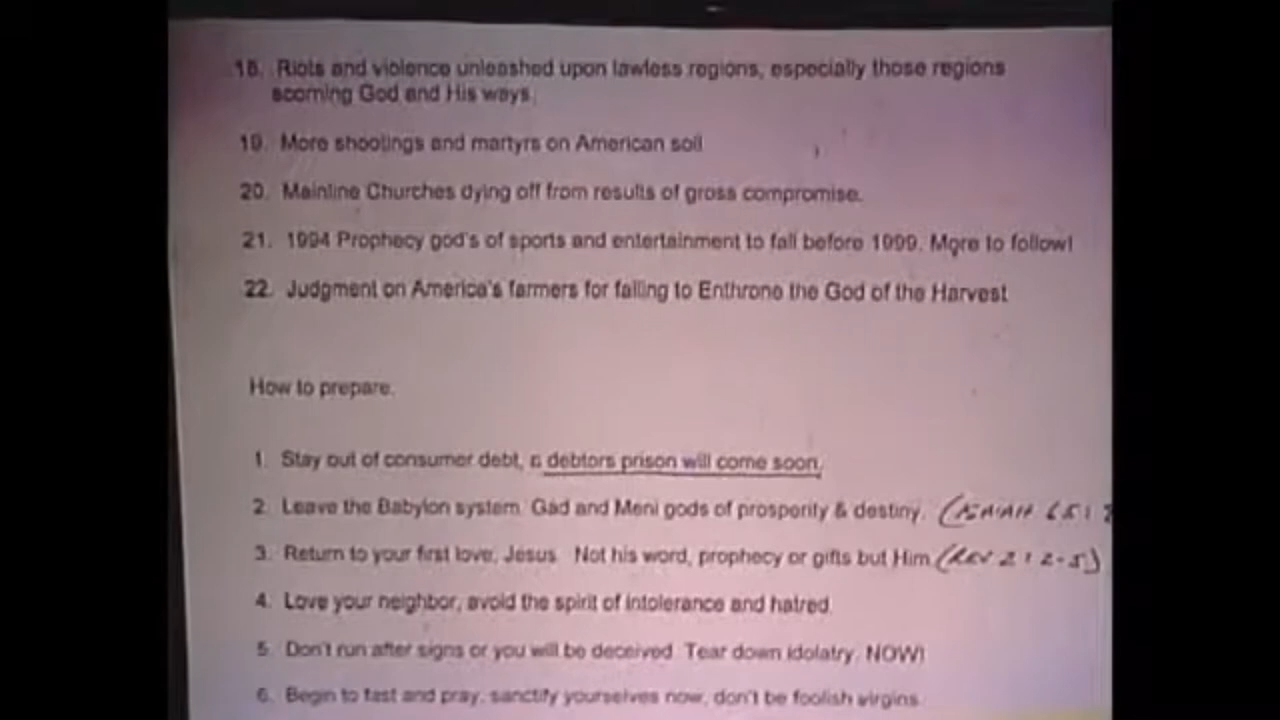 18. Riots and violence unleashed upon lawless regions, especially those regions
scorning God and His ways.
19. More shootings and martyrs on American soil
20. Mainline Churches dying off from results of gross compromise.
21. 1994 Prophecy god's of sports and entertainment to fall before 1999. More to follow!
22. Judgment on America's farmers for failing to Enthrone the God of the Harvest
How to prepare.
1. Stay out of consumer debt, a debtors prison will come soon.
2. Leave the Babylon system. Gad and Meni gods of prosperity & destiny. (ISAIAH 65:
3. Return to your first love, Jesus. Not his word, prophecy or gifts but Him (REV 2:2-5)
4. Love your neighbor, avoid the spirit of intolerance and hatred.
5. Don't run after signs or you will be deceived. Tear down idolatry. NOW!
6. Begin to fast and pray, sanctify yourselves now, don't be foolish virgins.